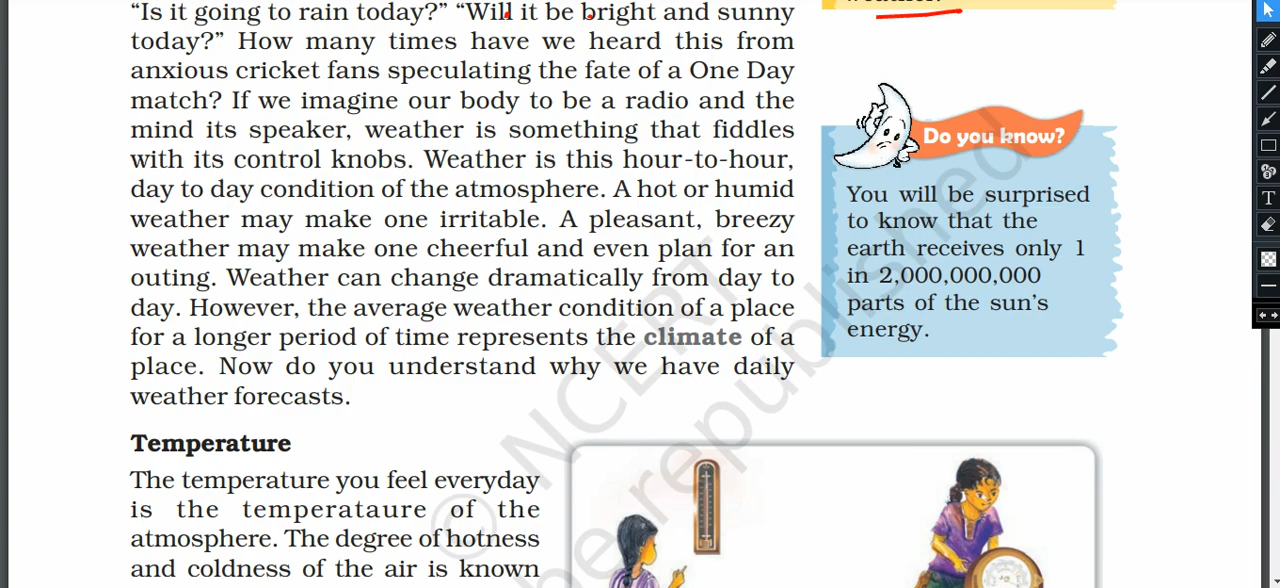 “Is it going to rain today?” “Will it be bright and sunny
today?” How many times have we heard this from
anxious cricket fans speculating the fate of a One Day
match? If we imagine our body to be a radio and the
mind its speaker, weather is something that fiddles
with its control knobs. Weather is this hour-to-hour,
day to day condition of the atmosphere. A hot or humid
weather may make one irritable. A pleasant, breezy
weather may make one cheerful and even plan for an
outing. Weather can change dramatically from day to
day. However, the average weather condition of a place
for a longer period of time represents the climate of a
place. Now do you understand why we have daily
weather forecasts.
Temperature
The temperature you feel everyday
is the temperataure of the
atmosphere. The degree of hotness
and coldness of the air is known
Do you know?
You will be surprised
to know that the
earth receives only 1
in 2,000,000,000
parts of the sun’s
energy.
© NCERT
be republished
T